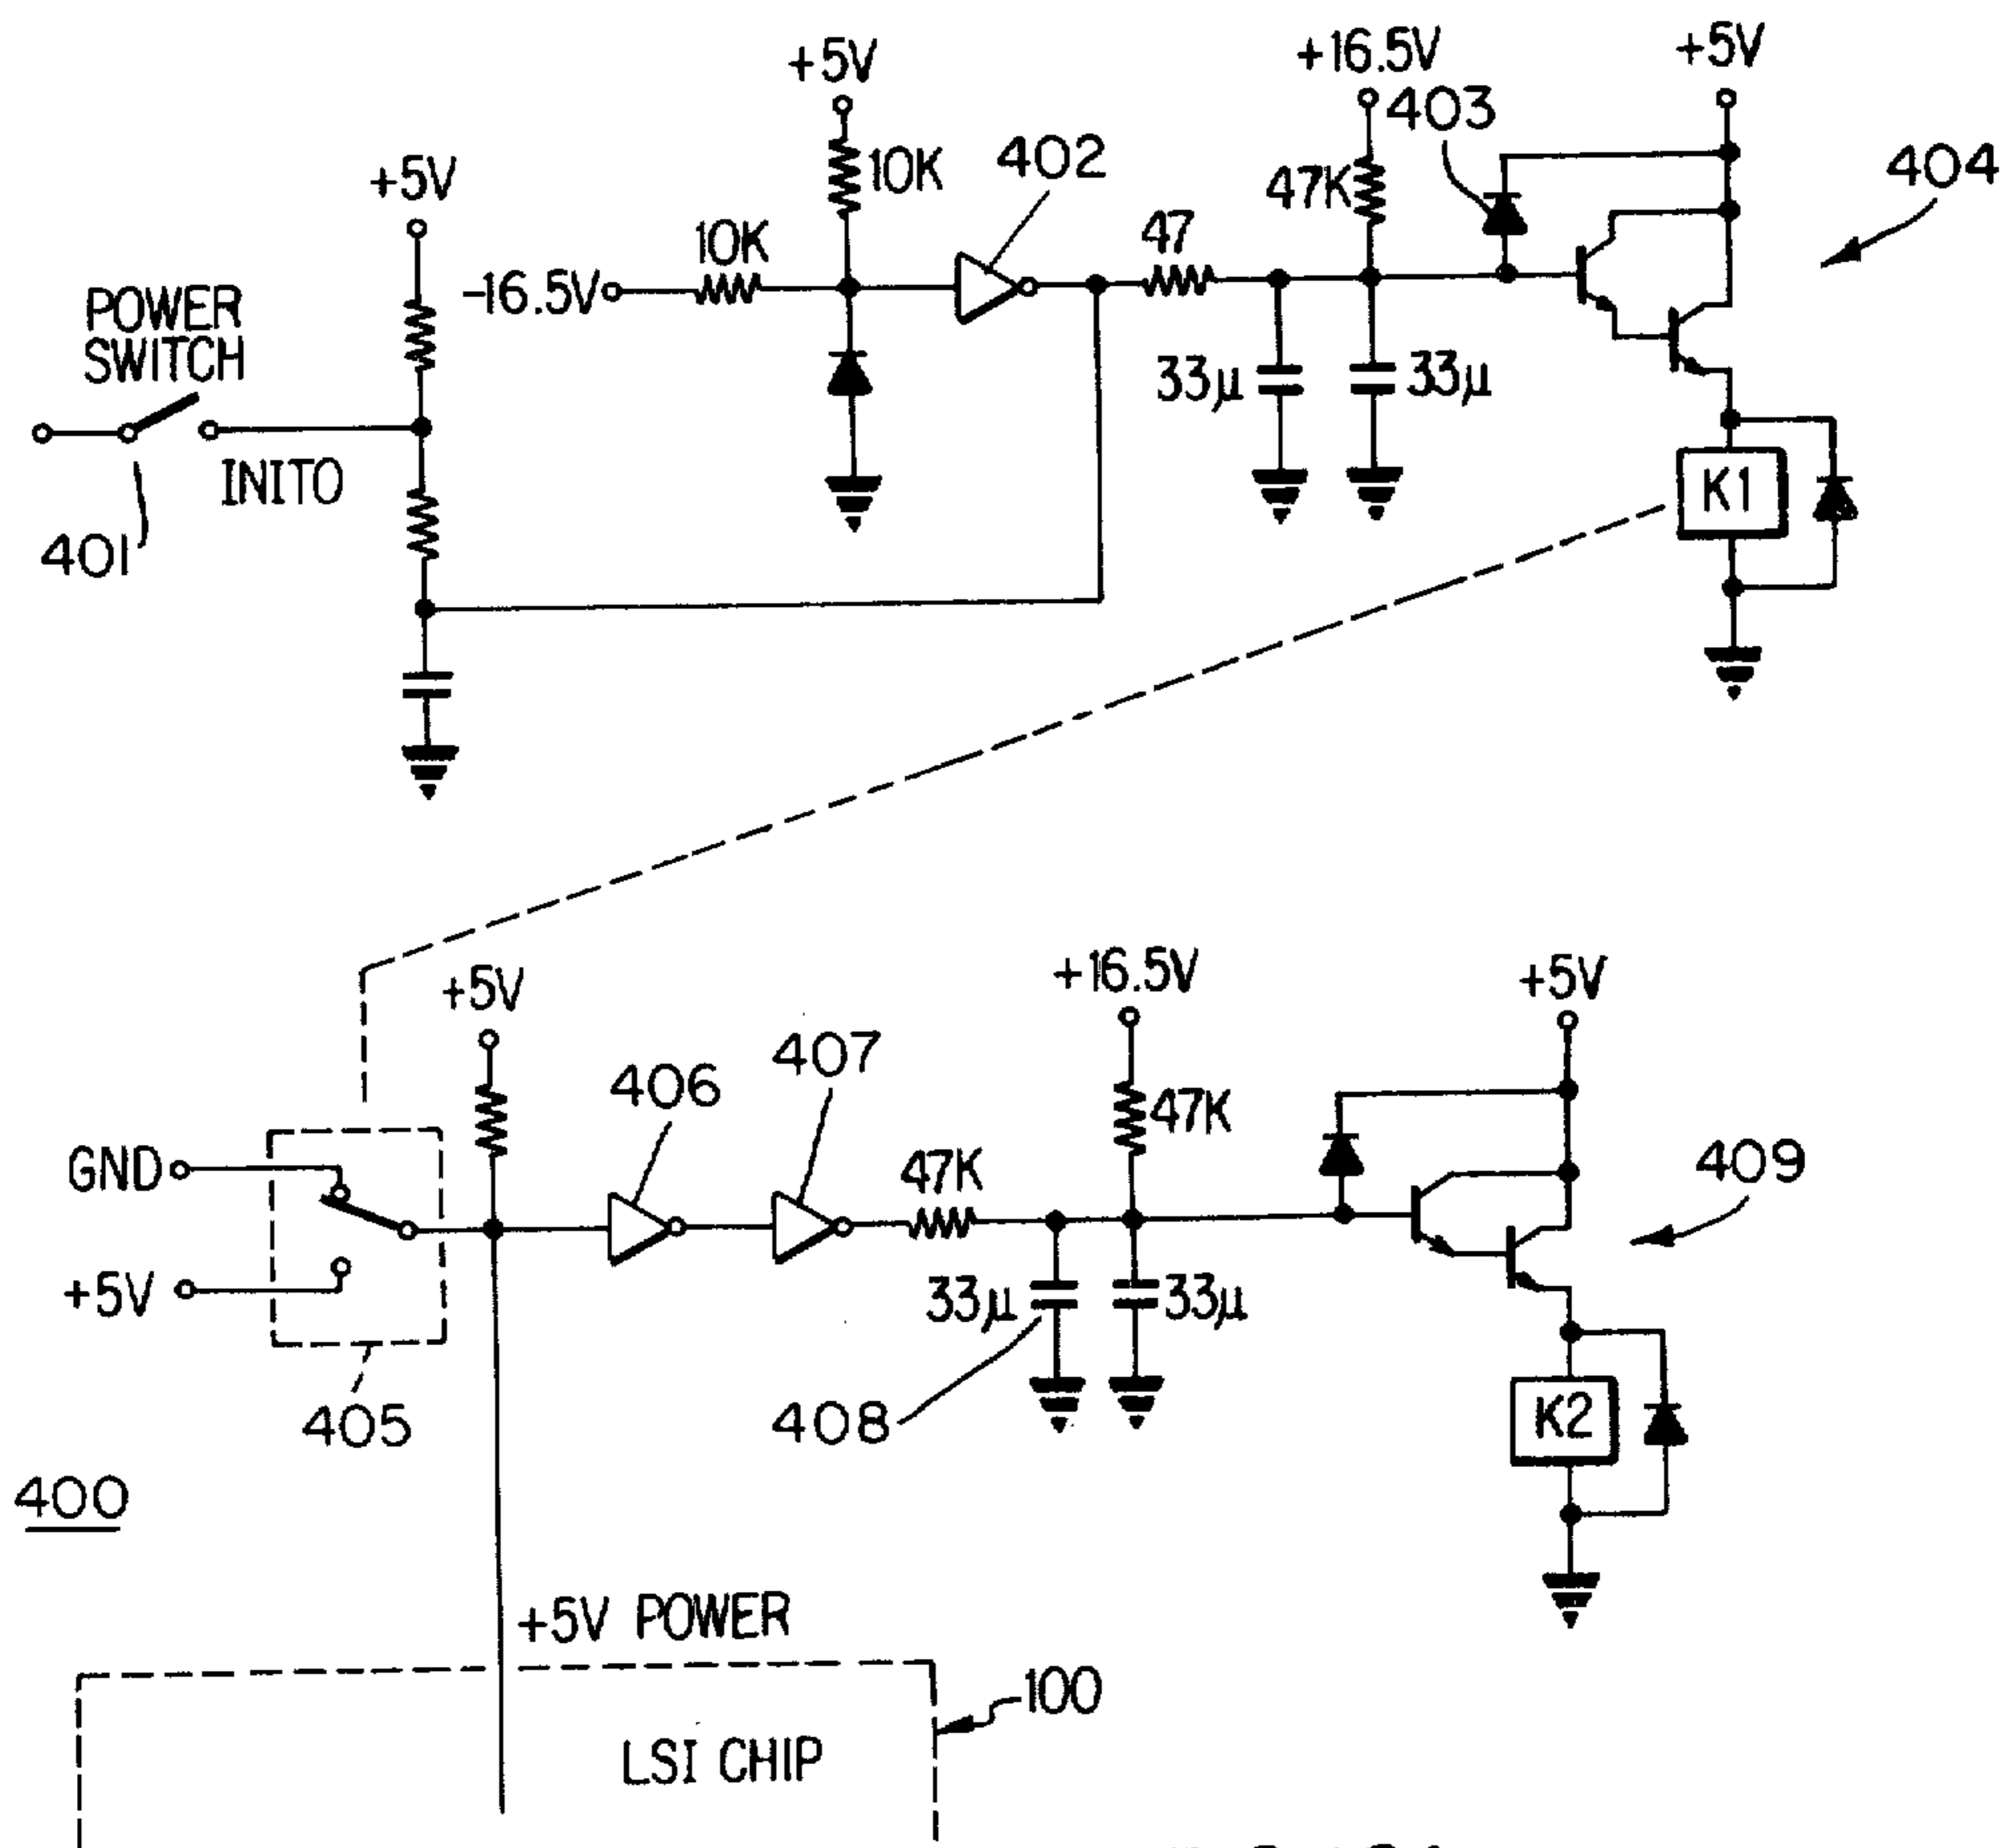 +5V
+16.5V
+5V
403
+5V
10K
402
47K
404
10K
47
-16.5V
POWER
SWITCH
33µ
33µ
INITO
K1
401
+5V
+16.5V
+5V
406
407
47K
GND
47K
409
+5V
33µ
33µ
405
408
K2
400
+5V POWER
100
LSI CHIP